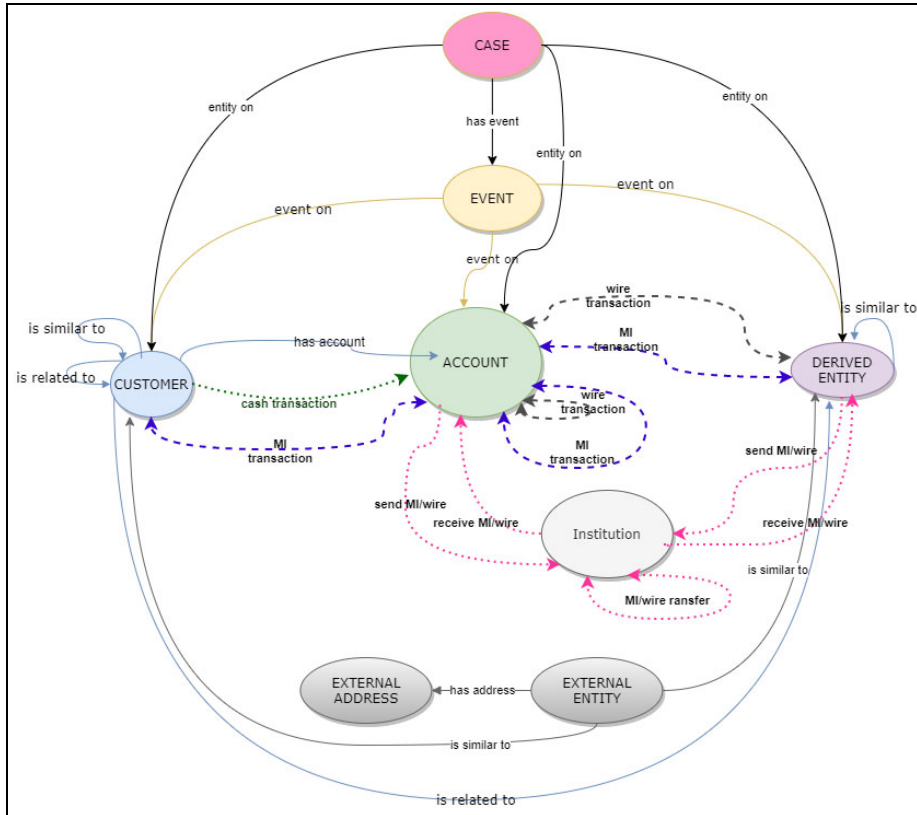 CASE
entity on
entity on
has event
entity on
EVENT
event on
event on
event on
wire
transaction
is similar to
has account
ACCOUNT
MI
transaction
is similar to
is related to
CUSTOMER
DERIVED
ENTITY
cash transaction
wire
transaction
MI
transaction
MI
transaction
send MI/wire
send MI/wire
receive MI/wire
Institution
receive MI/wire
is similar to
MI/wire ransfer
EXTERNAL
ADDRESS
has address
EXTERNAL
ENTITY
is similar to
is related to